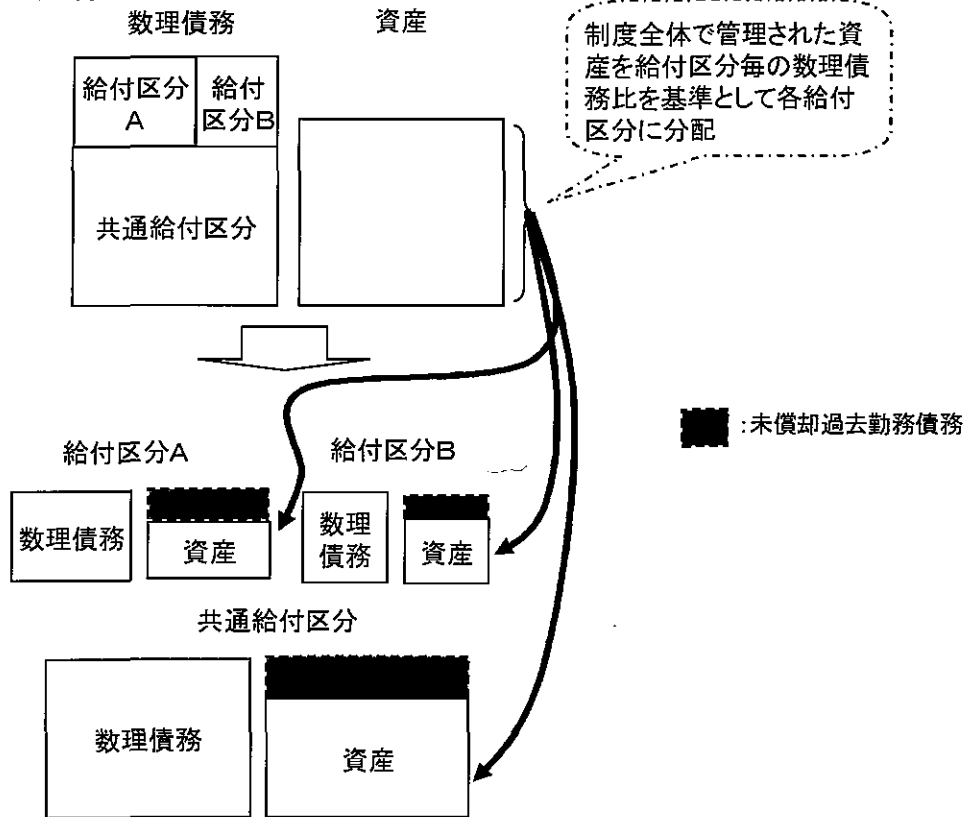 数理債務
資産
制度全体で管理された資
産を給付区分毎の数理債
務比を基準として各給付
区分に分配
給付区分
A
給付
区分B
共通給付区分
:未償却過去勤務債務
給付区分A
給付区分B
数理債務
資産
数理
債務
資産
共通給付区分
数理債務
資産